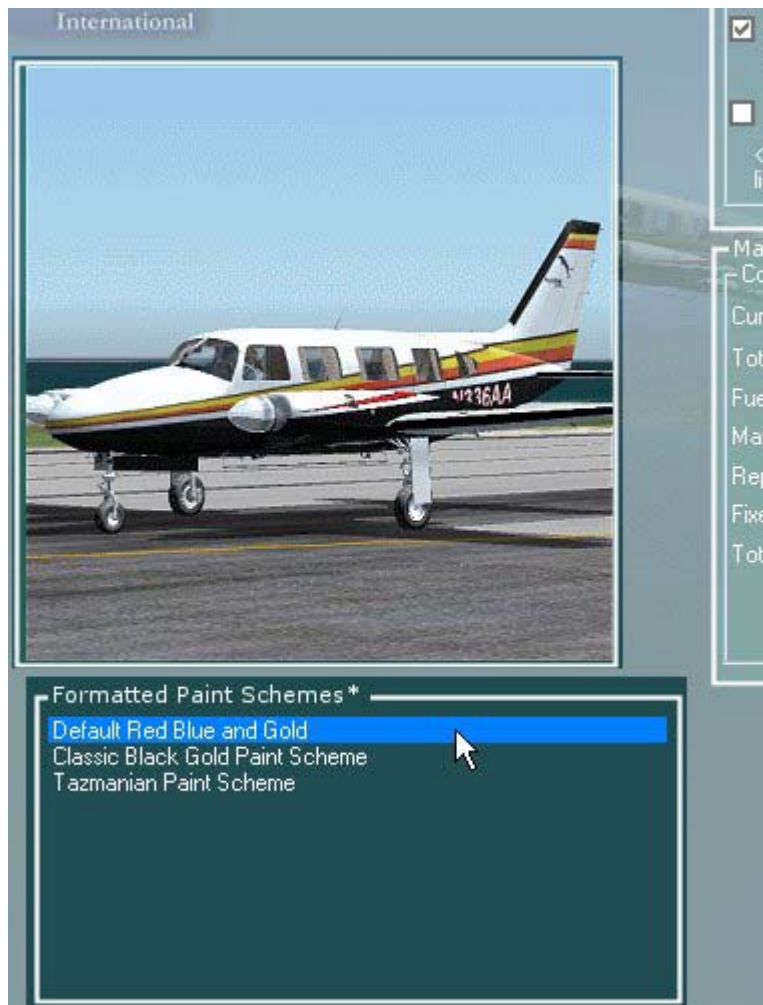 International
N336AA
Formatted Paint Schemes*
Default Red Blue and Gold
Classic Black Gold Paint Scheme
Tazmanian Paint Scheme